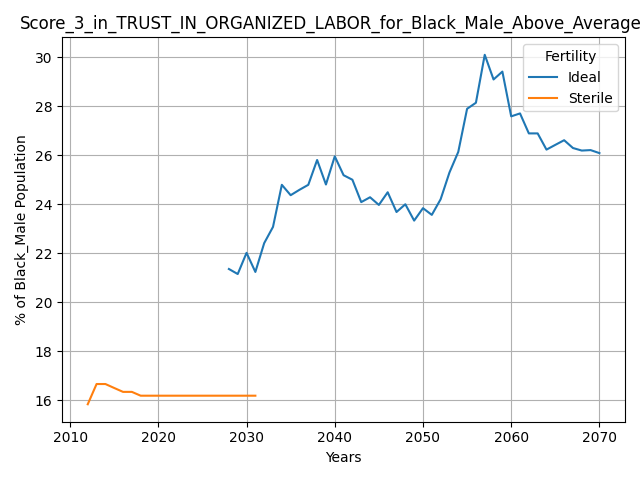 Score_3_in_TRUST_IN_ORGANIZED_LABOR_for_Black_Male_Above_Average
Fertility
Ideal
Sterile
% of Black_Male Population
30
28
26
24
22
20
18
16
2010 2020 2030 2040 2050 2060 2070
Years